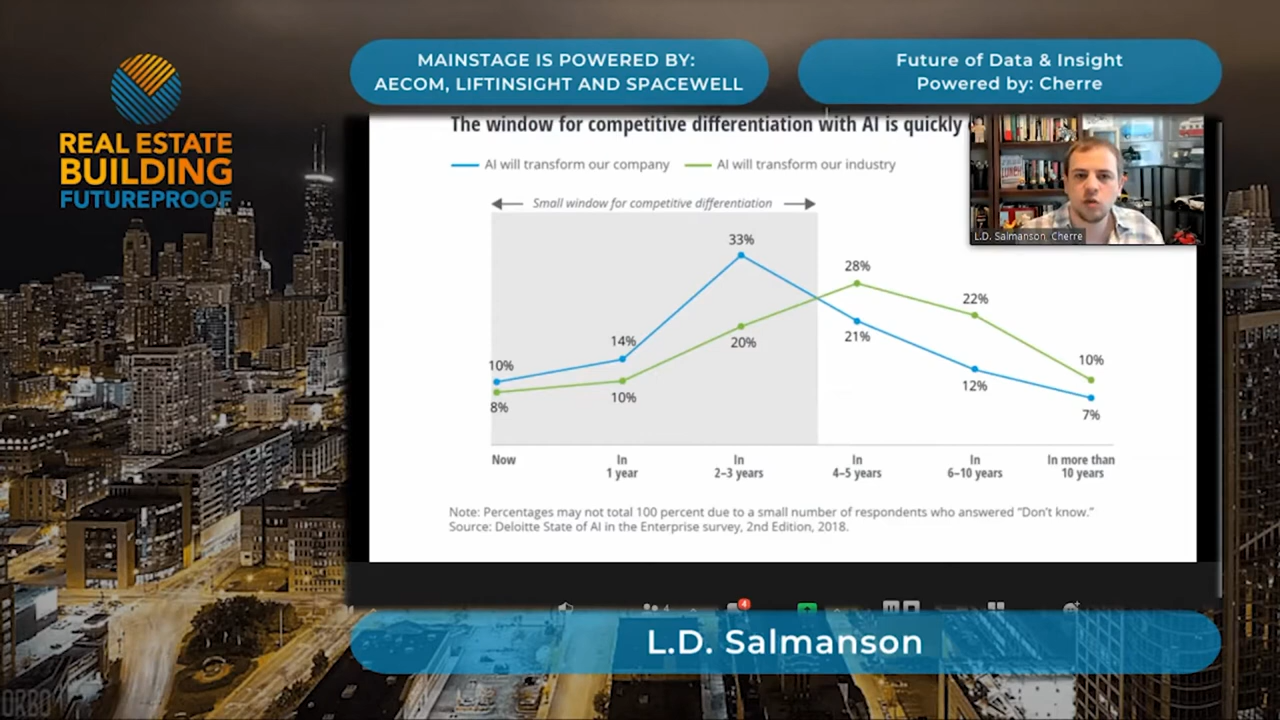 MAINSTAGE IS POWERED BY:
AECOM, LIFTINSIGHT AND SPACEWELL
Future of Data & Insight
Powered by: Cherre
REAL ESTATE
BUILDING
FUTUREPROOF
The window for competitive differentiation with AI is quickly
AI will transform our company
AI will transform our industry
Small window for competitive differentiation
L.D. Salmanson Cherre
33%
28%
22%
14%
20%
21%
10%
10%
12%
8%
10%
7%
Now
In
1 year
In
2–3 years
In
4–5 years
In
6–10 years
In more than
10 years
Note: Percentages may not total 100 percent due to a small number of respondents who answered “Don’t know.”
Source: Deloitte State of AI in the Enterprise survey, 2nd Edition, 2018.
4
4
L.D. Salmanson